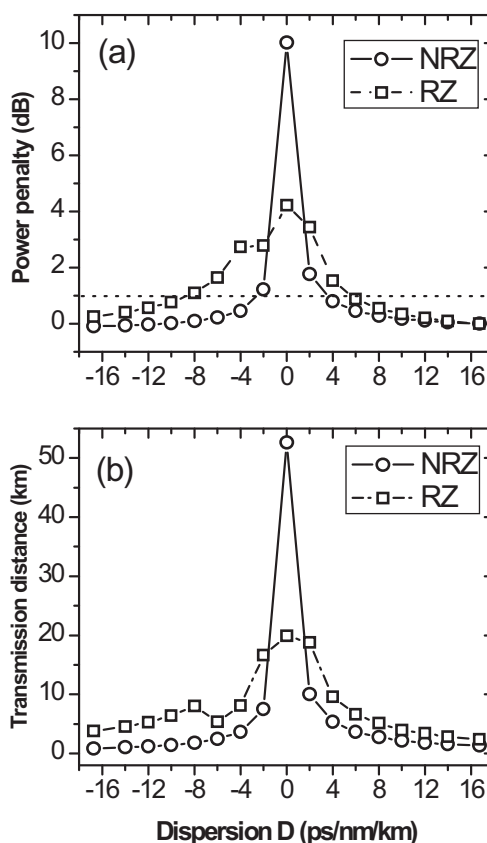 (a)
NRZ
RZ
Power penalty (dB)
10
8
6
4
2
0
-16 -12 -8 -4 0 4 8 12 16
(b)
NRZ
RZ
Transmission distance (km)
50
40
30
20
10
0
-16 -12 -8 -4 0 4 8 12 16
Dispersion D (ps/nm/km)